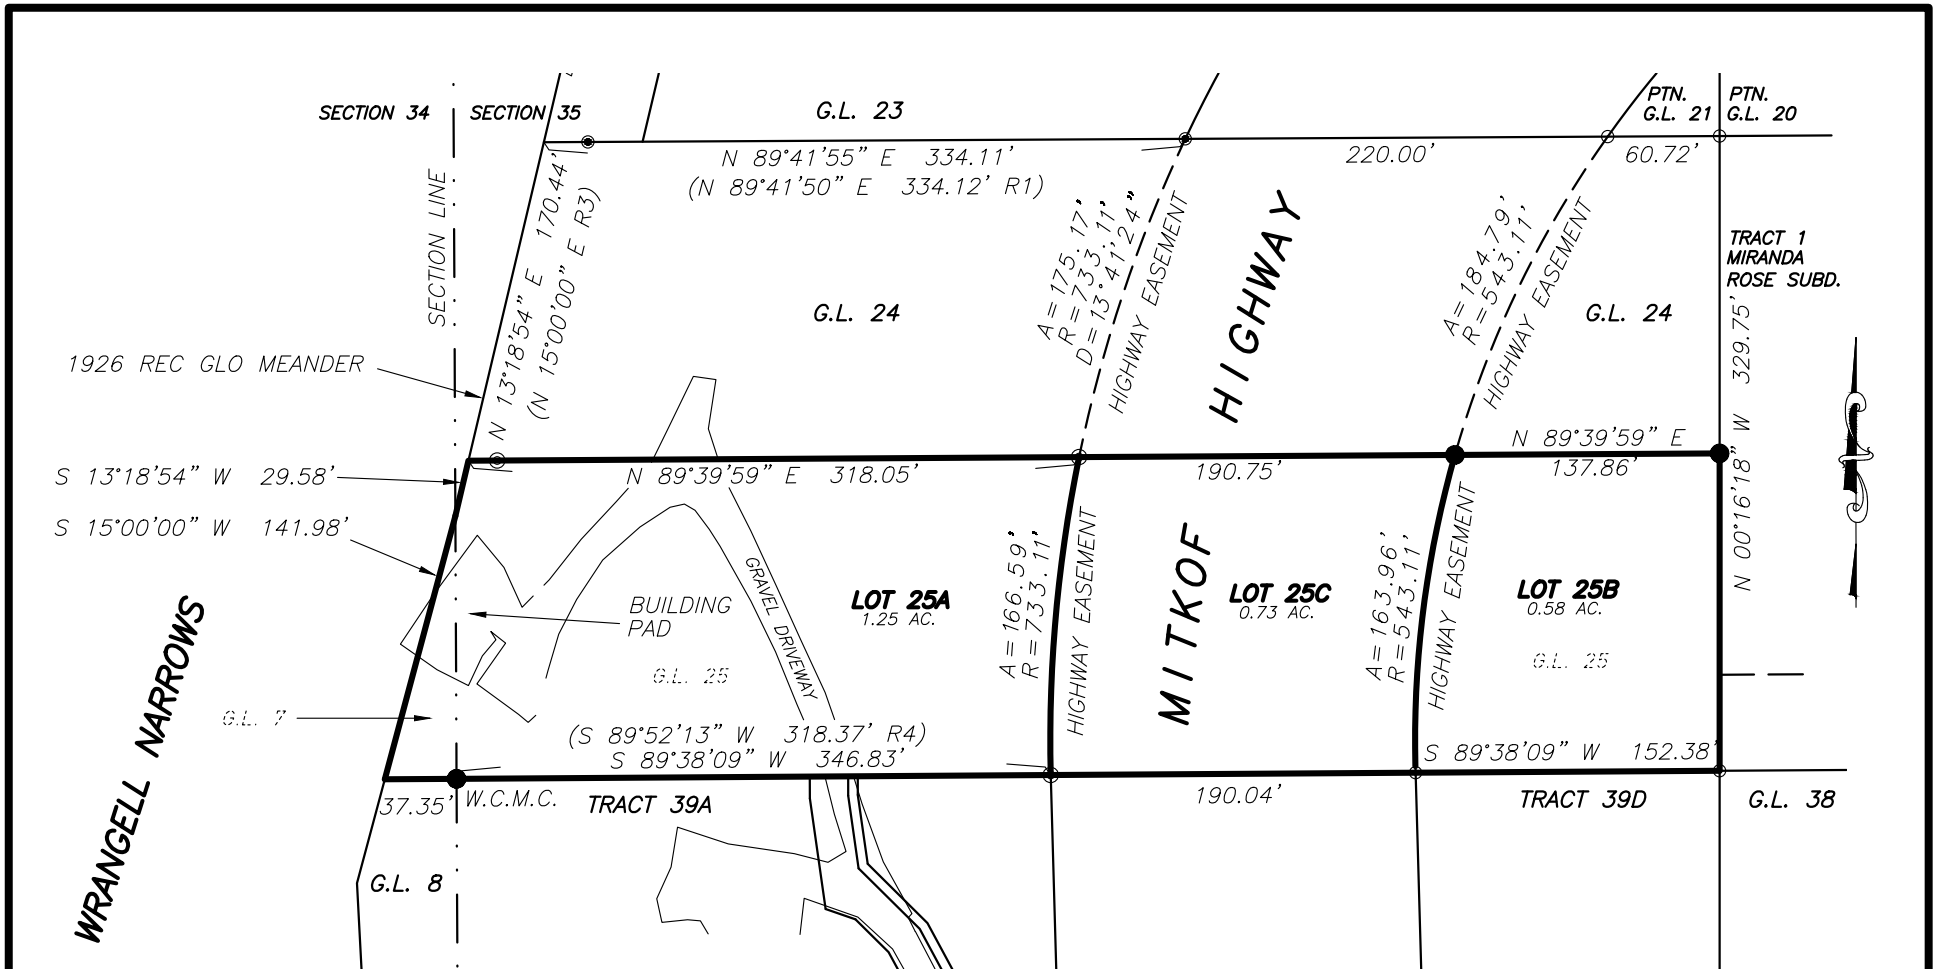 SECTION 34
SECTION 35
G.L. 23
PTN.
G.L. 21
PTN.
G.L. 20
N 89°41'55" E 334.11'
(N 89°41'50" E 334.12' R1)
220.00'
60.72'
SECTION LINE
N 13°18'54" E 170.44'
(N 15°00'00" E R3)
A=175.17'
R=733.11'
D=13°41'24"
HIGHWAY EASEMENT
HIGHWAY
A=184.79'
R=543.11'
HIGHWAY EASEMENT
TRACT 1
MIRANDA
ROSE SUBD.
G.L. 24
G.L. 24
N 00°16'18" W 329.75'
1926 REC GLO MEANDER
N 89°39'59" E
137.86'
S 13°18'54" W 29.58'
N 89°39'59" E 318.05'
190.75'
S 15°00'00" W 141.98'
GRAVEL DRIVEWAY
A=166.59'
R=733.11'
HIGHWAY EASEMENT
MITKOF
A=163.96'
R=543.11'
HIGHWAY EASEMENT
BUILDING
PAD
LOT 25A
1.25 AC.
LOT 25C
0.73 AC.
LOT 25B
0.58 AC.
G.L. 25
G.L. 25
G.L. 7
WRANGELL NARROWS
(S 89°52'13" W 318.37' R4)
S 89°38'09" W 346.83'
S 89°38'09" W 152.38'
37.35'
W.C.M.C.
TRACT 39A
190.04'
TRACT 39D
G.L. 38
G.L. 8